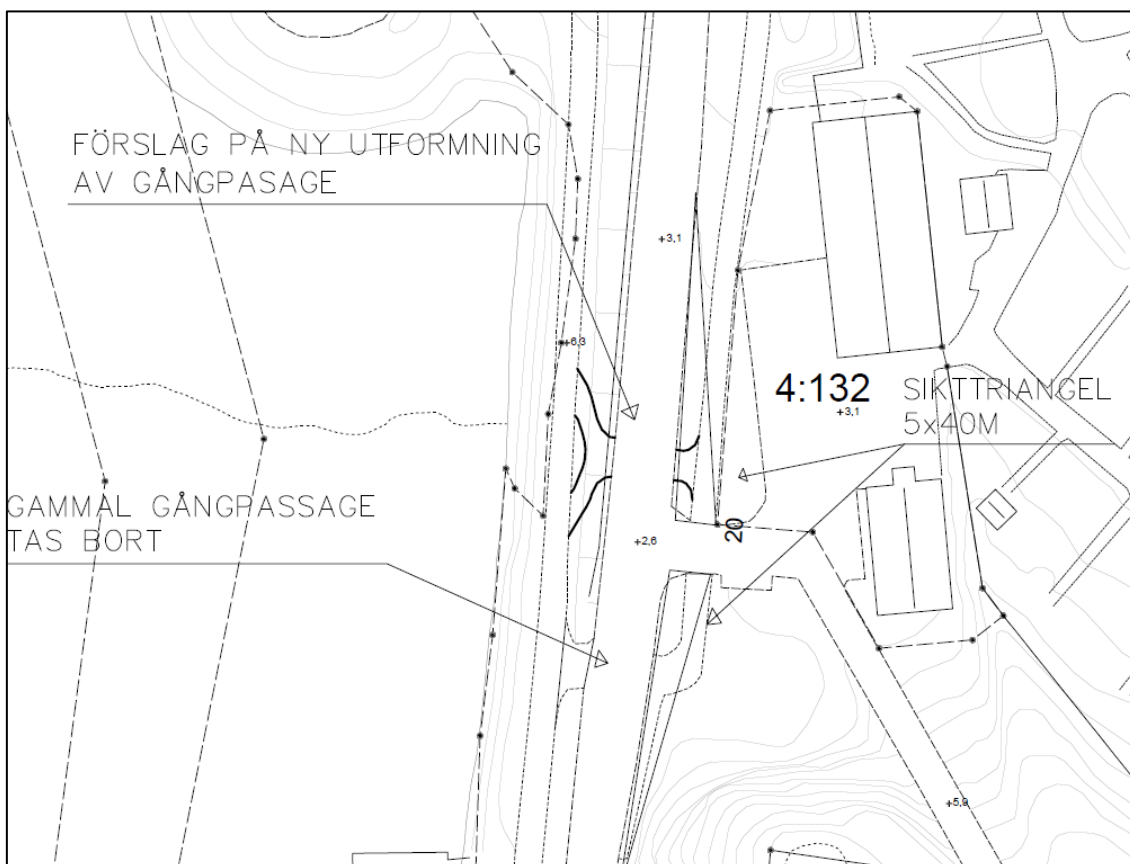 FÖRSLAG PÅ NY UTFORMNING
AV GÅNGPASAGE
+3,1
+6,3
4:132
+3,1
SIKTTRIANGEL
5x40M
GAMMAL GÅNGPASSAGE
TAS BORT
20
+2,6
+5,9